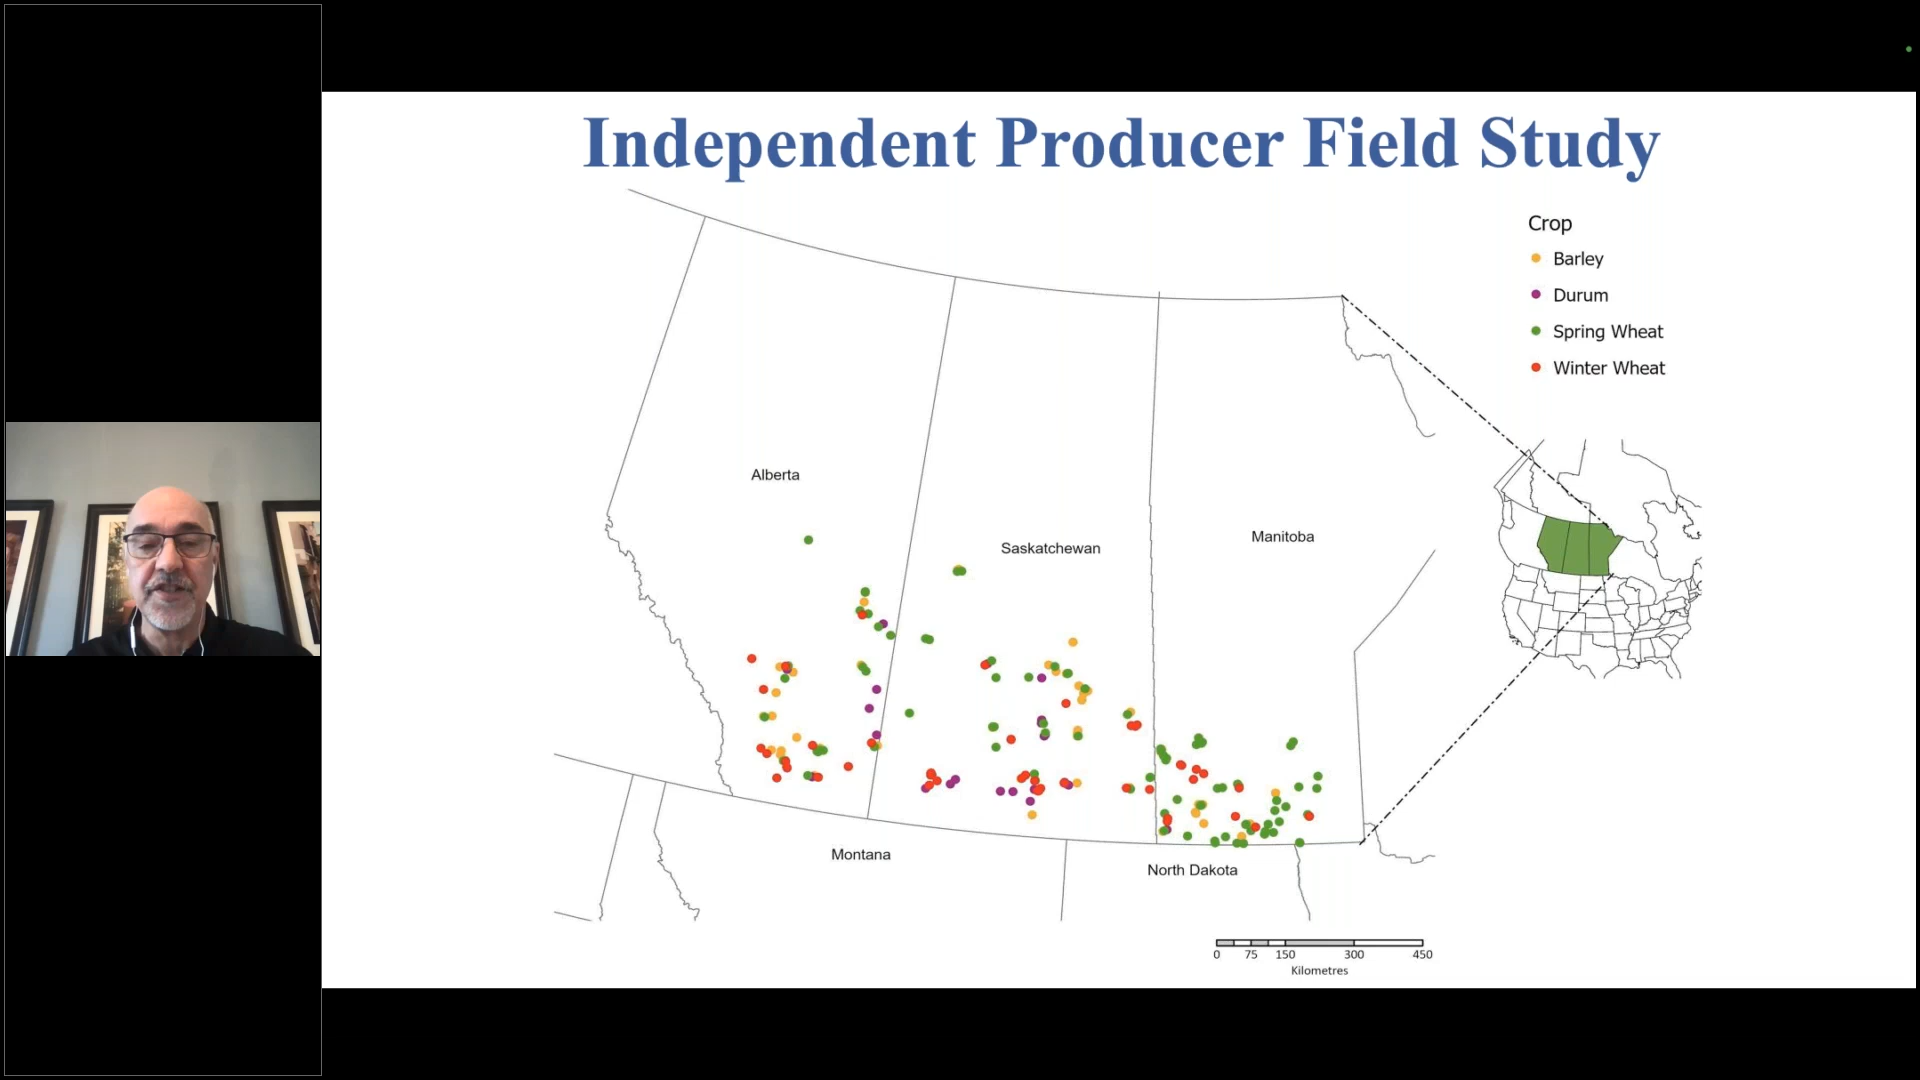 Independent Producer Field Study
Crop
Barley
Durum
Spring Wheat
Winter Wheat
Alberta
Saskatchewan
Manitoba
Montana
North Dakota
0 75 150 300 450
Kilometres